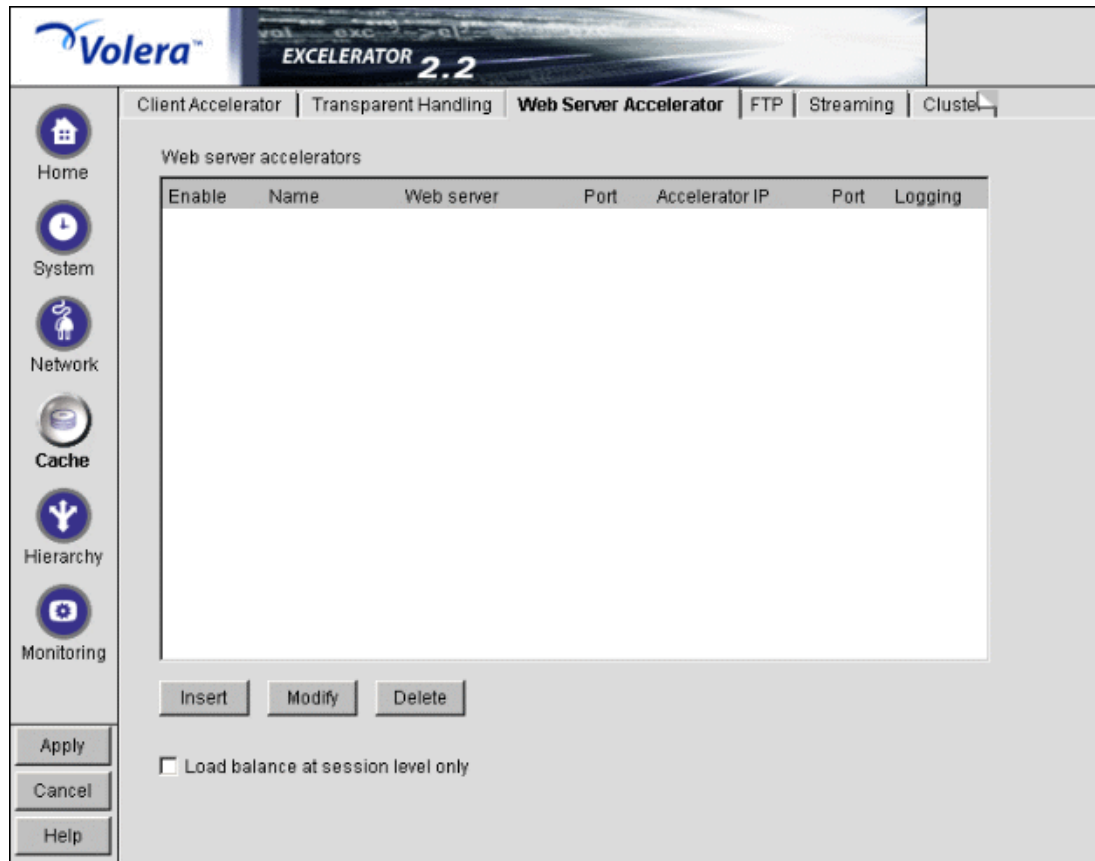 Volera™
EXCELERATOR 2.2
Client Accelerator | Transparent Handling | Web Server Accelerator | FTP | Streaming | Cluste
Home
System
Network
Cache
Hierarchy
Monitoring
Apply
Cancel
Help
Web server accelerators
Enable Name Web server Port Accelerator IP Port Logging
Insert Modify Delete
Load balance at session level only